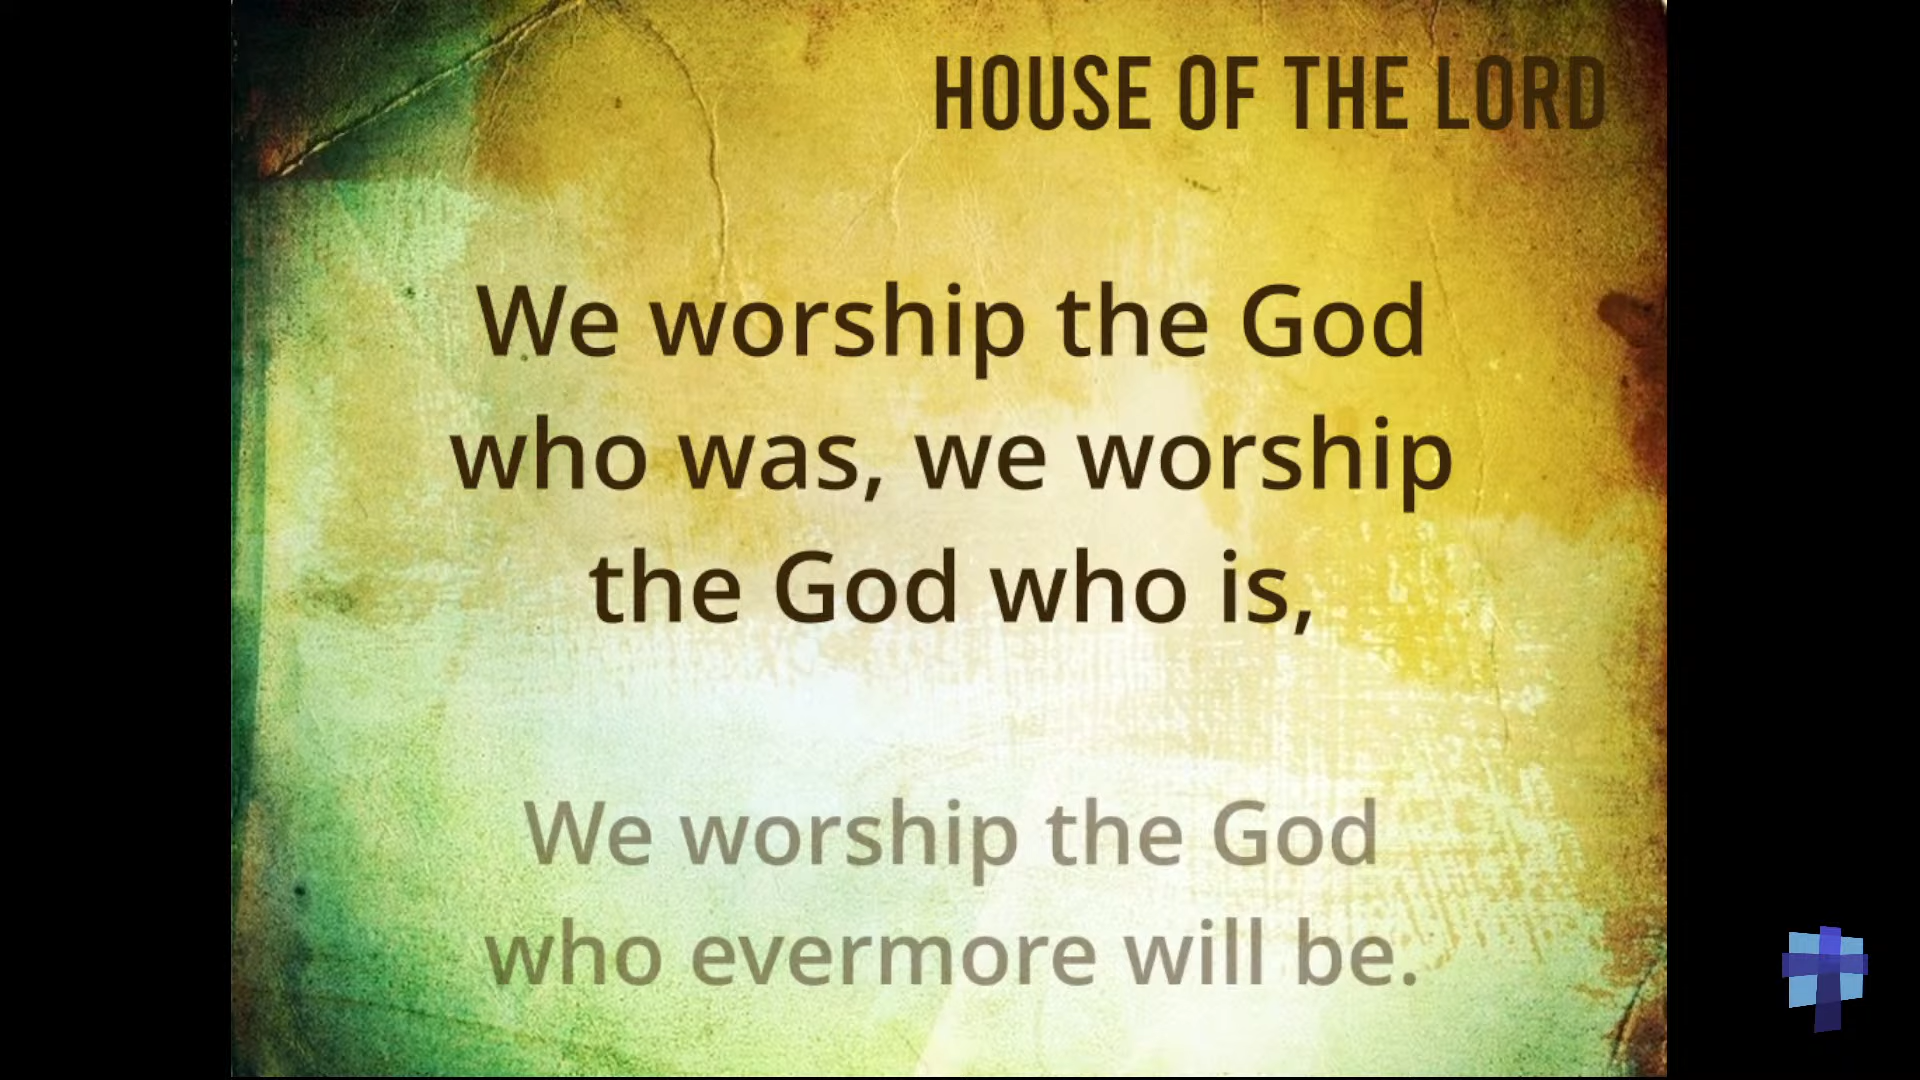 HOUSE OF THE LORD
We worship the God
who was, we worship
the God who is,
We worship the God
who evermore will be.